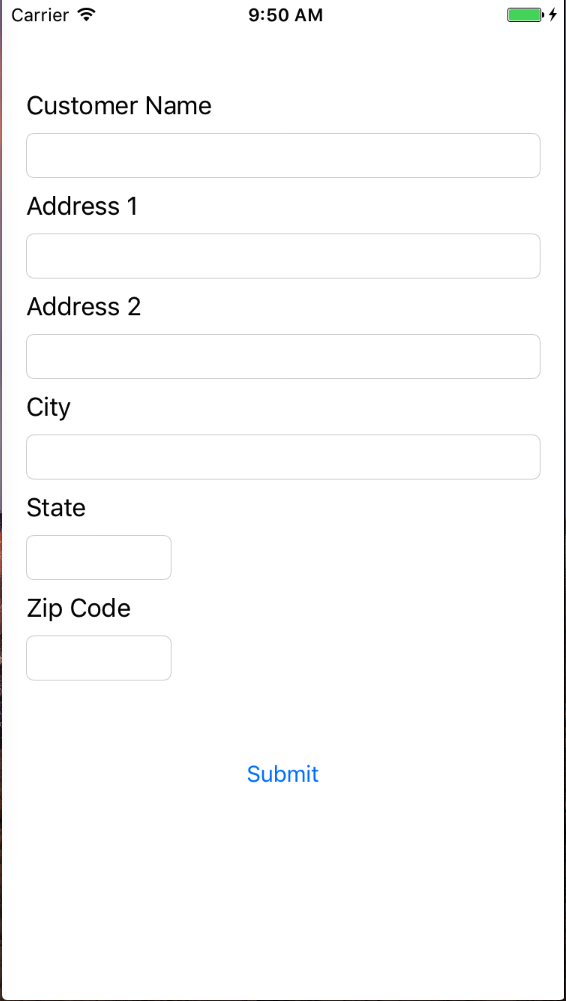 Carrier 9:50 AM
Customer Name
Address 1
Address 2
City
State
Zip Code
Submit